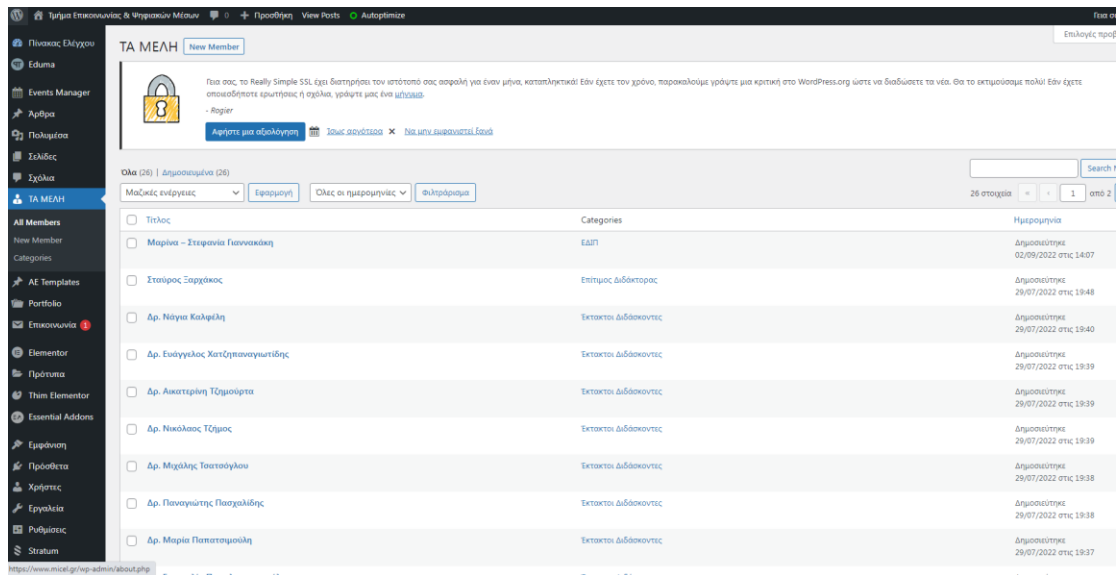 Τμήμα Επικοινωνίας & Ψηφιακών Μέσων 0 + Προσθήκη View Posts Autoptimize
Επιλογές προβ
Πίνακας Ελέγχου
Eduma
Events Manager
Άρθρα
Πολυμέσα
Σελίδες
Σχόλια
ΤΑ ΜΕΛΗ
All Members
New Member
Categories
AE Templates
Portfolio
Επικοινωνία 1
Elementor
Πρότυπα
Thim Elementor
Essential Addons
Εμφάνιση
Πρόσθετα
Χρήστες
Εργαλεία
Ρυθμίσεις
Stratum
https://www.micel.gr/wp-admin/about.php
ΤΑ ΜΕΛΗ New Member
Γεια σας, το Really Simple SSL έχει διατηρήσει τον ιστότοπό σας ασφαλή για έναν μήνα, καταπληκτικά! Εάν έχετε τον χρόνο, παρακαλούμε γράψτε μια κριτική στο WordPress.org ώστε να διαδώσετε τα νέα. Θα το εκτιμούσαμε πολύ! Εάν έχετε
οποιεσδήποτε ερωτήσεις ή σχόλια, γράψτε μας ένα μήνυμα.
- Rogier
Αφήστε μια αξιολόγηση Ίσως αργότερα Να μην εμφανιστεί ξανά
Όλα (26) | Δημοσιευμένα (26)
Search
Μαζικές ενέργειες Εφαρμογή Όλες οι ημερομηνίες Φιλτράρισμα 26 στοιχεία « ‹ 1 από 2
Τίτλος Categories Ημερομηνία
Μαρίνα – Στεφανία Γιαννακάκη ΕΔΙΠ Δημοσιεύτηκε
02/09/2022 στις 14:07
Σταύρος Ξαρχάκος Επίτιμος Διδάκτορας Δημοσιεύτηκε
29/07/2022 στις 19:48
Δρ. Νάγια Καλφέλη Έκτακτοι Διδάσκοντες Δημοσιεύτηκε
29/07/2022 στις 19:40
Δρ. Ευάγγελος Χατζηπαναγιωτίδης Έκτακτοι Διδάσκοντες Δημοσιεύτηκε
29/07/2022 στις 19:39
Δρ. Αικατερίνη Τζημούρτα Έκτακτοι Διδάσκοντες Δημοσιεύτηκε
29/07/2022 στις 19:39
Δρ. Νικόλαος Τζήμος Έκτακτοι Διδάσκοντες Δημοσιεύτηκε
29/07/2022 στις 19:39
Δρ. Μιχάλης Τσατσόγλου Έκτακτοι Διδάσκοντες Δημοσιεύτηκε
29/07/2022 στις 19:38
Δρ. Παναγιώτης Πασχαλίδης Έκτακτοι Διδάσκοντες Δημοσιεύτηκε
29/07/2022 στις 19:38
Δρ. Μαρία Παπατσιμούλη Έκτακτοι Διδάσκοντες Δημοσιεύτηκε
29/07/2022 στις 19:37